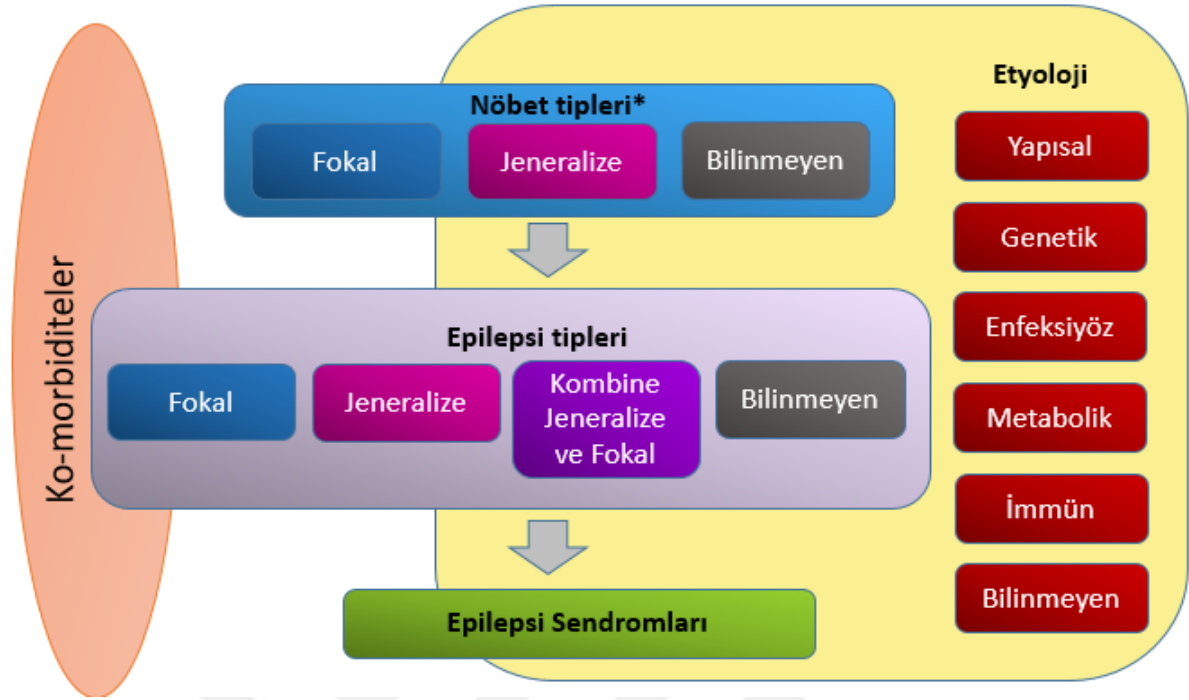 Ko-morbiditeler
Nöbet tipleri*
Fokal
Jeneralize
Bilinmeyen
Epilepsi tipleri
Fokal
Jeneralize
Kombine
Jeneralize
ve Fokal
Bilinmeyen
Epilepsi Sendromları
Etyoloji
Yapısal
Genetik
Enfeksiyöz
Metabolik
İmmün
Bilinmeyen